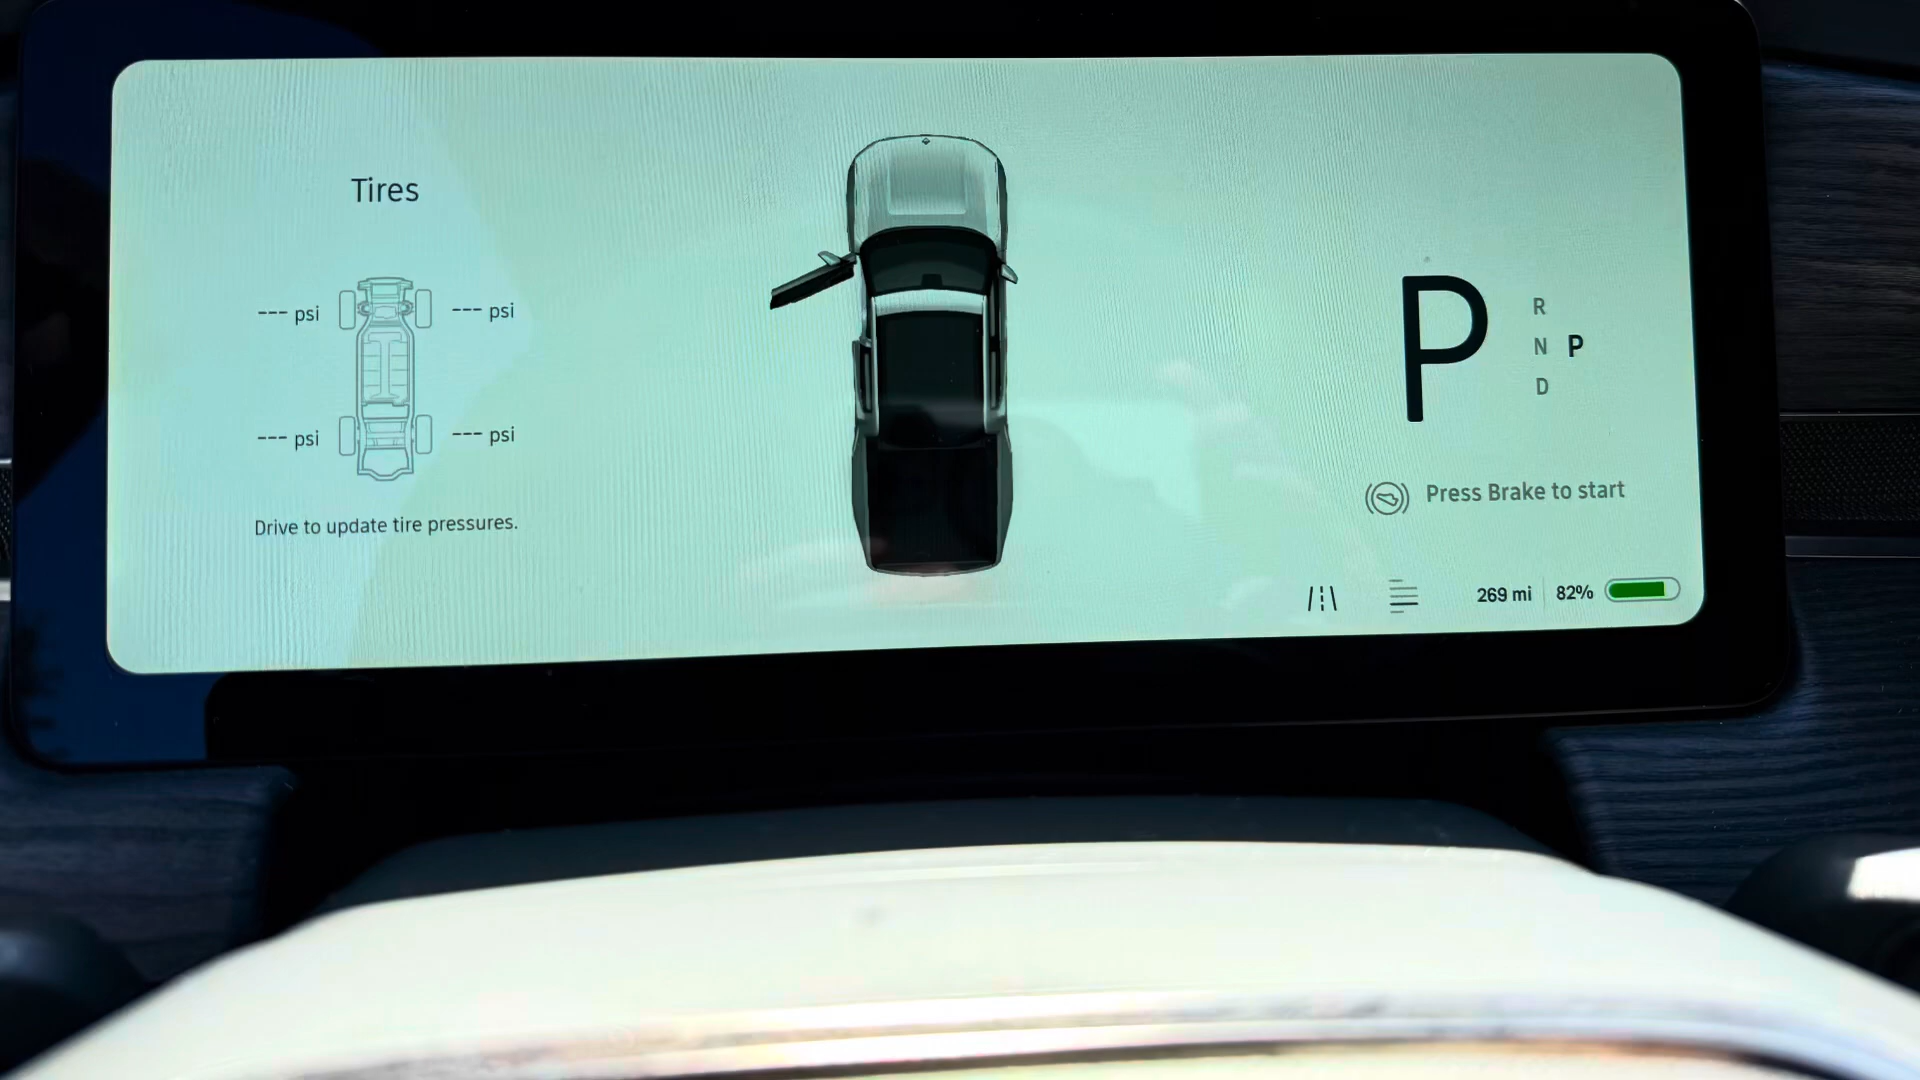 Tires
--- psi
--- psi
--- psi
--- psi
Drive to update tire pressures.
P
R
N P
D
Press Brake to start
269 mi
82%